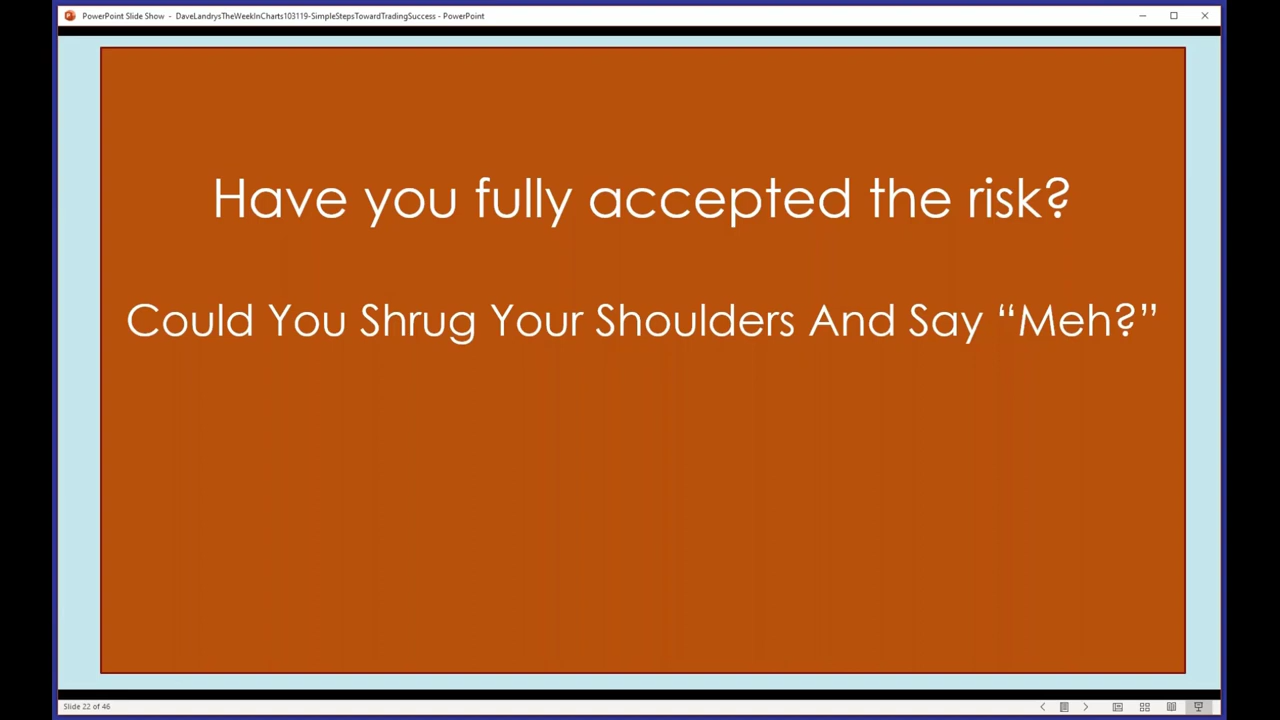 PowerPoint Slide Show - DaveLandrysTheWeekInCharts103119-SimpleStepsTowardTradingSuccess - PowerPoint
Have you fully accepted the risk?
Could You Shrug Your Shoulders And Say “Meh?”
Slide 22 of 46